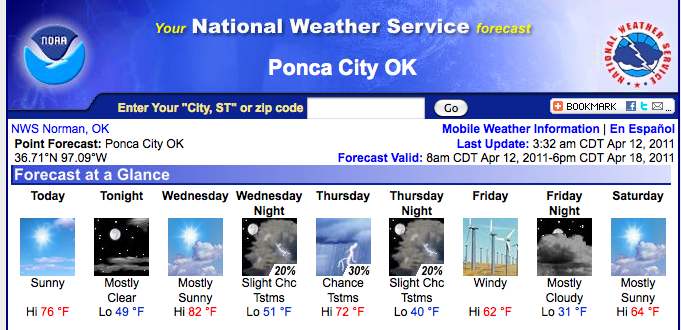 NOAA
Your National Weather Service forecast
Ponca City OK
NATIONAL WEATHER SERVICE
Enter Your "City, ST" or zip code Go
BOOKMARK ...
NWS Norman, OK
Mobile Weather Information | En Español
Point Forecast: Ponca City OK
Last Update: 3:32 am CDT Apr 12, 2011
36.71°N 97.09°W
Forecast Valid: 8am CDT Apr 12, 2011-6pm CDT Apr 18, 2011
Forecast at a Glance
Today
Sunny
Hi 76 °F
Tonight
Mostly
Clear
Lo 49 °F
Wednesday
Mostly
Sunny
Hi 82 °F
Wednesday
Night
20%
Slight Chc
Tstms
Lo 51 °F
Thursday
30%
Chance
Tstms
Hi 72 °F
Thursday
Night
20%
Slight Chc
Tstms
Lo 40 °F
Friday
Windy
Hi 62 °F
Friday
Night
Mostly
Cloudy
Lo 31 °F
Saturday
Mostly
Sunny
Hi 64 °F